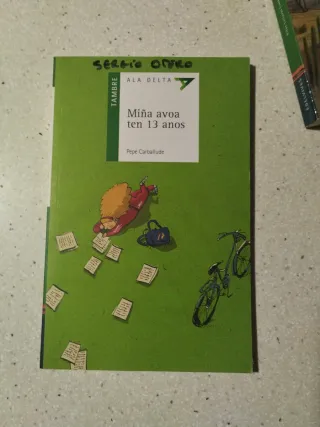 SERGIO OTERO
TAMBRE
ALA DELTA
Miña avoa
ten 13 anos
Pepe Carballude